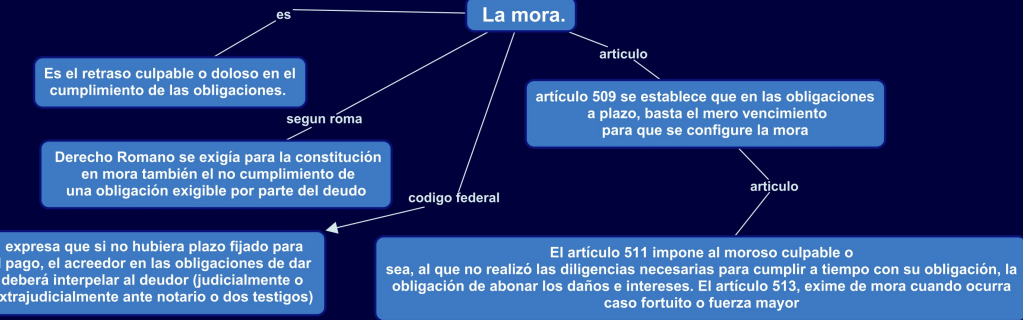 La mora.
es
Es el retraso culpable o doloso en el
cumplimiento de las obligaciones.
articulo
artículo 509 se establece que en las obligaciones
a plazo, basta el mero vencimiento
para que se configure la mora
segun roma
Derecho Romano se exigía para la constitución
en mora también el no cumplimiento de
una obligación exigible por parte del deudo
codigo federal
expresa que si no hubiera plazo fijado para
pago, el acreedor en las obligaciones de dar
deberá interpelar al deudor (judicialmente o
xtrajudicialmente ante notario o dos testigos)
articulo
El artículo 511 impone al moroso culpable o
sea, al que no realizó las diligencias necesarias para cumplir a tiempo con su obligación, la
obligación de abonar los daños e intereses. El artículo 513, exime de mora cuando ocurra
caso fortuito o fuerza mayor